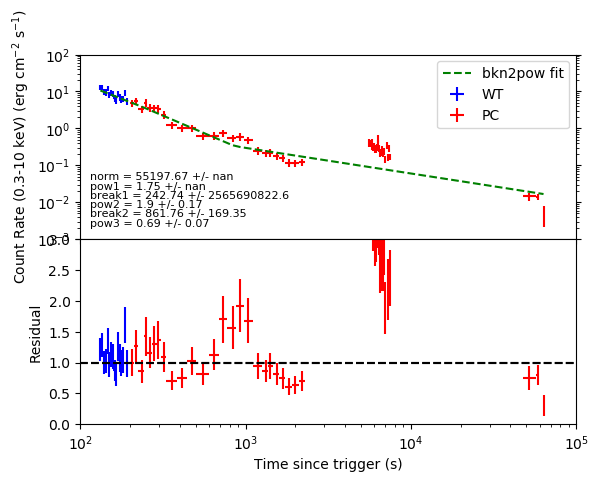 Count Rate (0.3-10 keV) (erg cm⁻² s⁻¹)
10²
10¹
10⁰
10⁻¹
10⁻²
10⁻³
bkn2pow fit
WT
PC
norm = 55197.67 +/- nan
pow1 = 1.75 +/- nan
break1 = 242.74 +/- 2565690822.6
pow2 = 1.9 +/- 0.17
break2 = 861.76 +/- 169.35
pow3 = 0.69 +/- 0.07
Residual
3.0
2.5
2.0
1.5
1.0
0.5
0.0
10² 10³ 10⁴ 10⁵
Time since trigger (s)